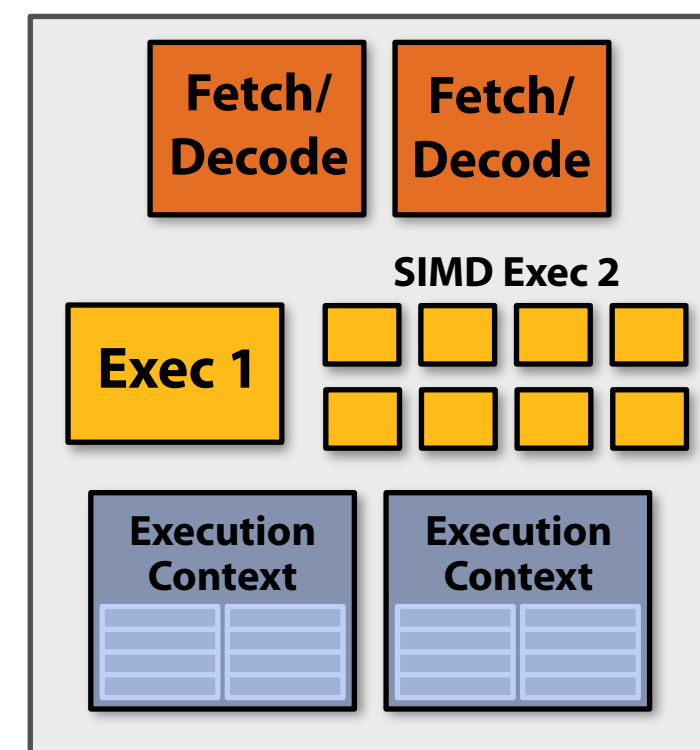 Fetch/
Decode
Fetch/
Decode
SIMD Exec 2
Exec 1
Execution
Context
Execution
Context